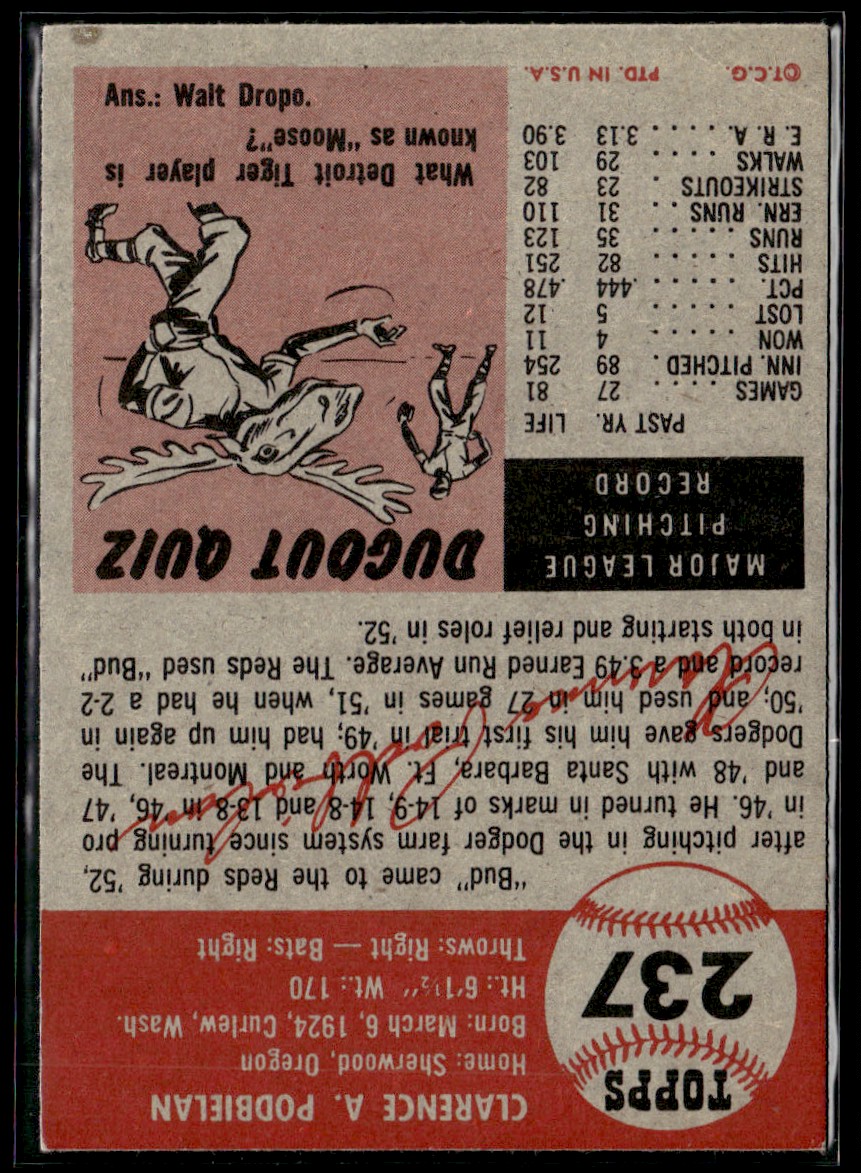 TOPPS
237
CLARENCE A. PODBIELAN
Home: Sherwood, Oregon
Born: March 6, 1924, Curlew, Wash.
Ht.: 6'1½" Wt.: 170
Throws: Right — Bats: Right
"Bud" came to the Reds during '52,
after pitching in the Dodger farm system since turning pro
in '46. He turned in marks of 14-9, 14-8 and 13-8 in '46, '47
and '48 with Santa Barbara, Ft. Worth and Montreal. The
Dodgers gave him his first trial in '49; had him up again in
'50; and used him in 27 games in '51, when he had a 2-2
record and a 3.49 Earned Run Average. The Reds used "Bud"
in both starting and relief roles in '52.
Clarence Podbielan
MAJOR LEAGUE
PITCHING
RECORD
PAST YR. LIFE
GAMES . . . . . 27 81
INN. PITCHED . 89 254
WON . . . . . 4 11
LOST . . . . . 5 12
PCT. . . . . . .444 .478
HITS . . . . . 82 251
RUNS . . . . . 35 123
ERN. RUNS . . . 31 110
STRIKEOUTS . . 23 82
WALKS . . . . 29 103
E. R. A. . . . . . 3.13 3.90
©T.C.G. PTD. IN U.S.A.
DUGOUT QUIZ
What Detroit Tiger player is
known as "Moose"?
Ans.: Walt Dropo.